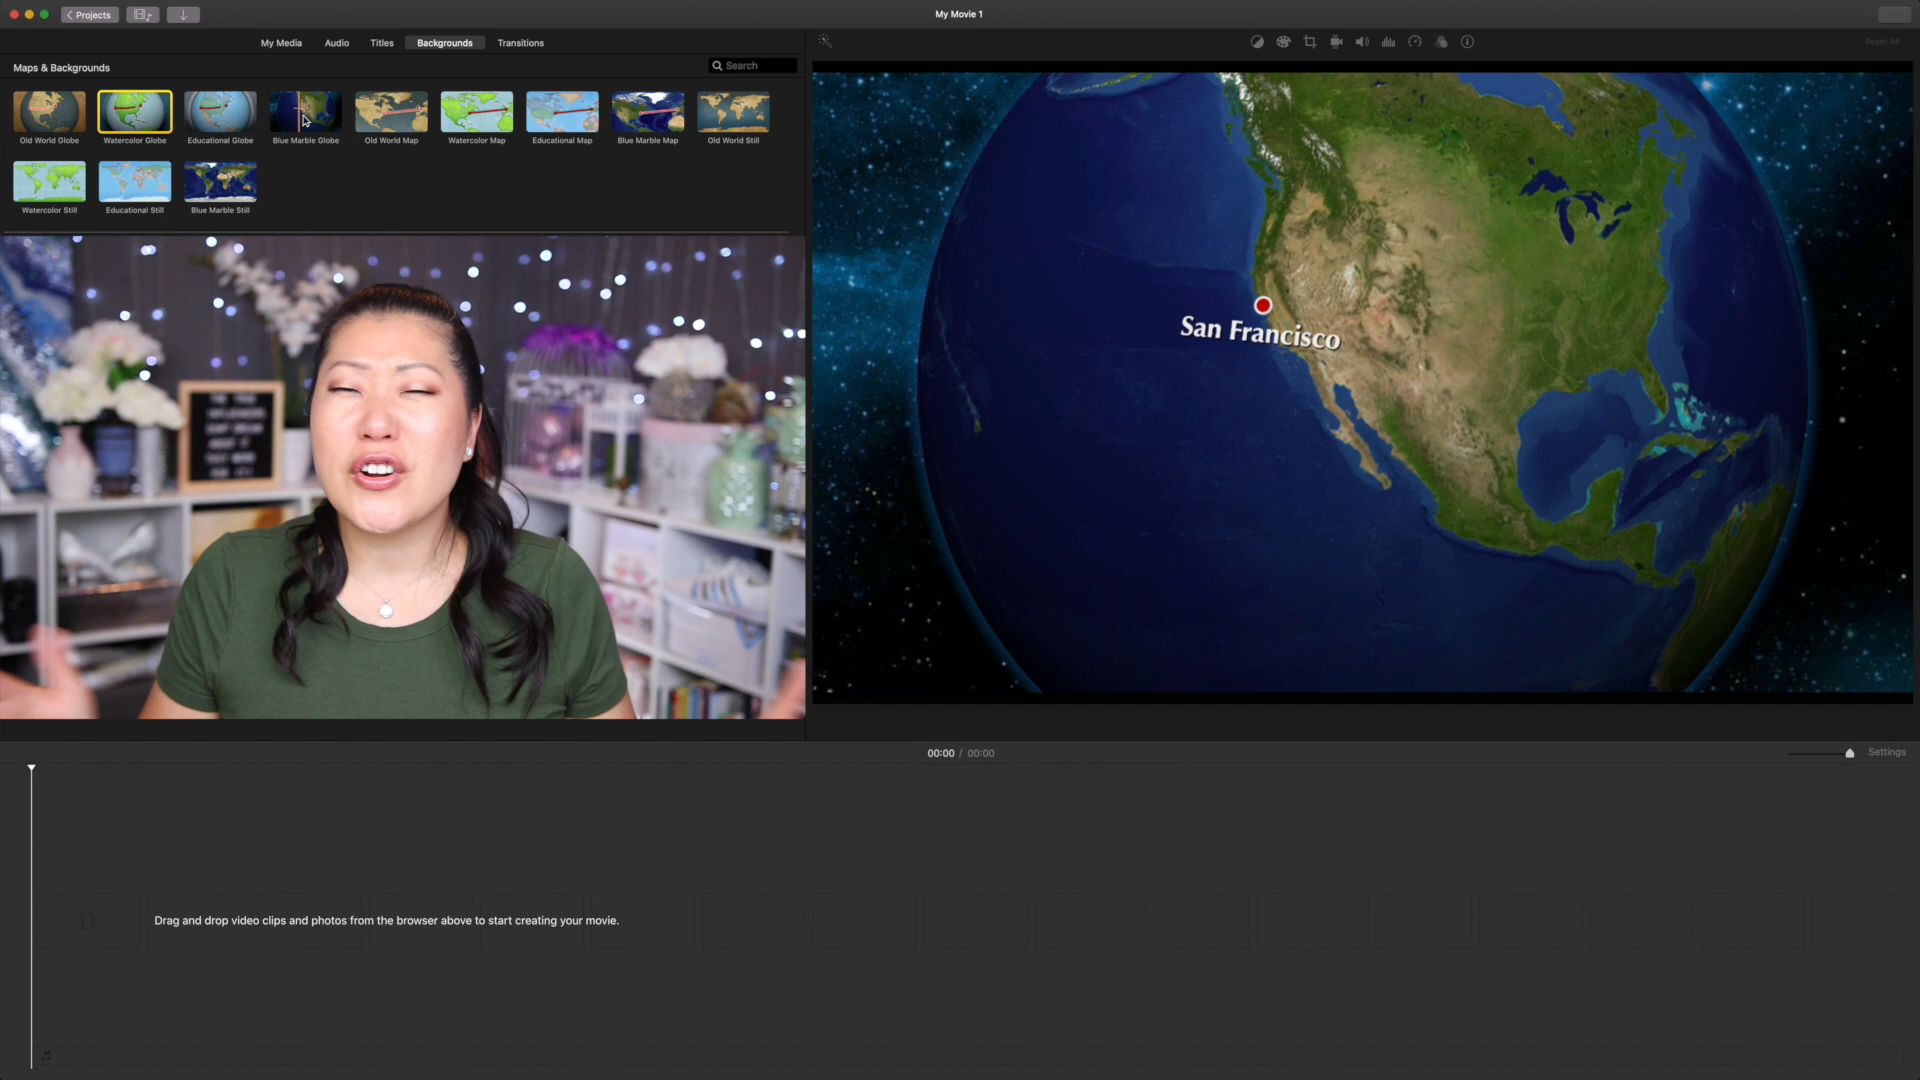 Projects
My Movie 1
My Media
Audio
Titles
Backgrounds
Transitions
Reset All
Maps & Backgrounds
Search
Old World Globe
Watercolor Globe
Educational Globe
Blue Marble Globe
Old World Map
Watercolor Map
Educational Map
Blue Marble Map
Old World Still
Watercolor Still
Educational Still
Blue Marble Still
San Francisco
00:00 / 00:00
Settings
Drag and drop video clips and photos from the browser above to start creating your movie.